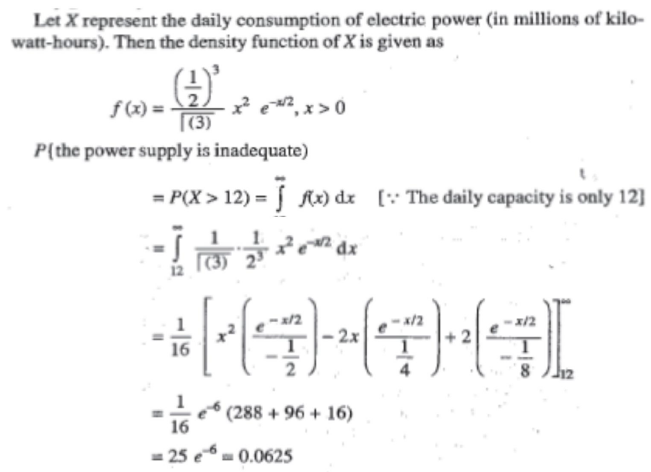 Let X represent the daily consumption of electric power (in millions of kilo-
watt-hours). Then the density function of X is given as
f(x) = \frac{\left(\frac{1}{2}\right)^3}{\Gamma(3)} x^2 e^{-x/2}, x > 0
P{the power supply is inadequate)
= P(X > 12) = \int^{\infty} f(x) dx [∵ The daily capacity is only 12]
= \int_{12}^{\infty} \frac{1}{\Gamma(3)} \cdot \frac{1}{2^3} x^2 e^{-x/2} dx
= \frac{1}{16} \left[ x^2 \left( \frac{e^{-x/2}}{-\frac{1}{2}} \right) - 2x \left( \frac{e^{-x/2}}{\frac{1}{4}} \right) + 2 \left( \frac{e^{-x/2}}{-\frac{1}{8}} \right) \right]_{12}^{\infty}
= \frac{1}{16} e^{-6} (288 + 96 + 16)
= 25 e^{-6} = 0.0625